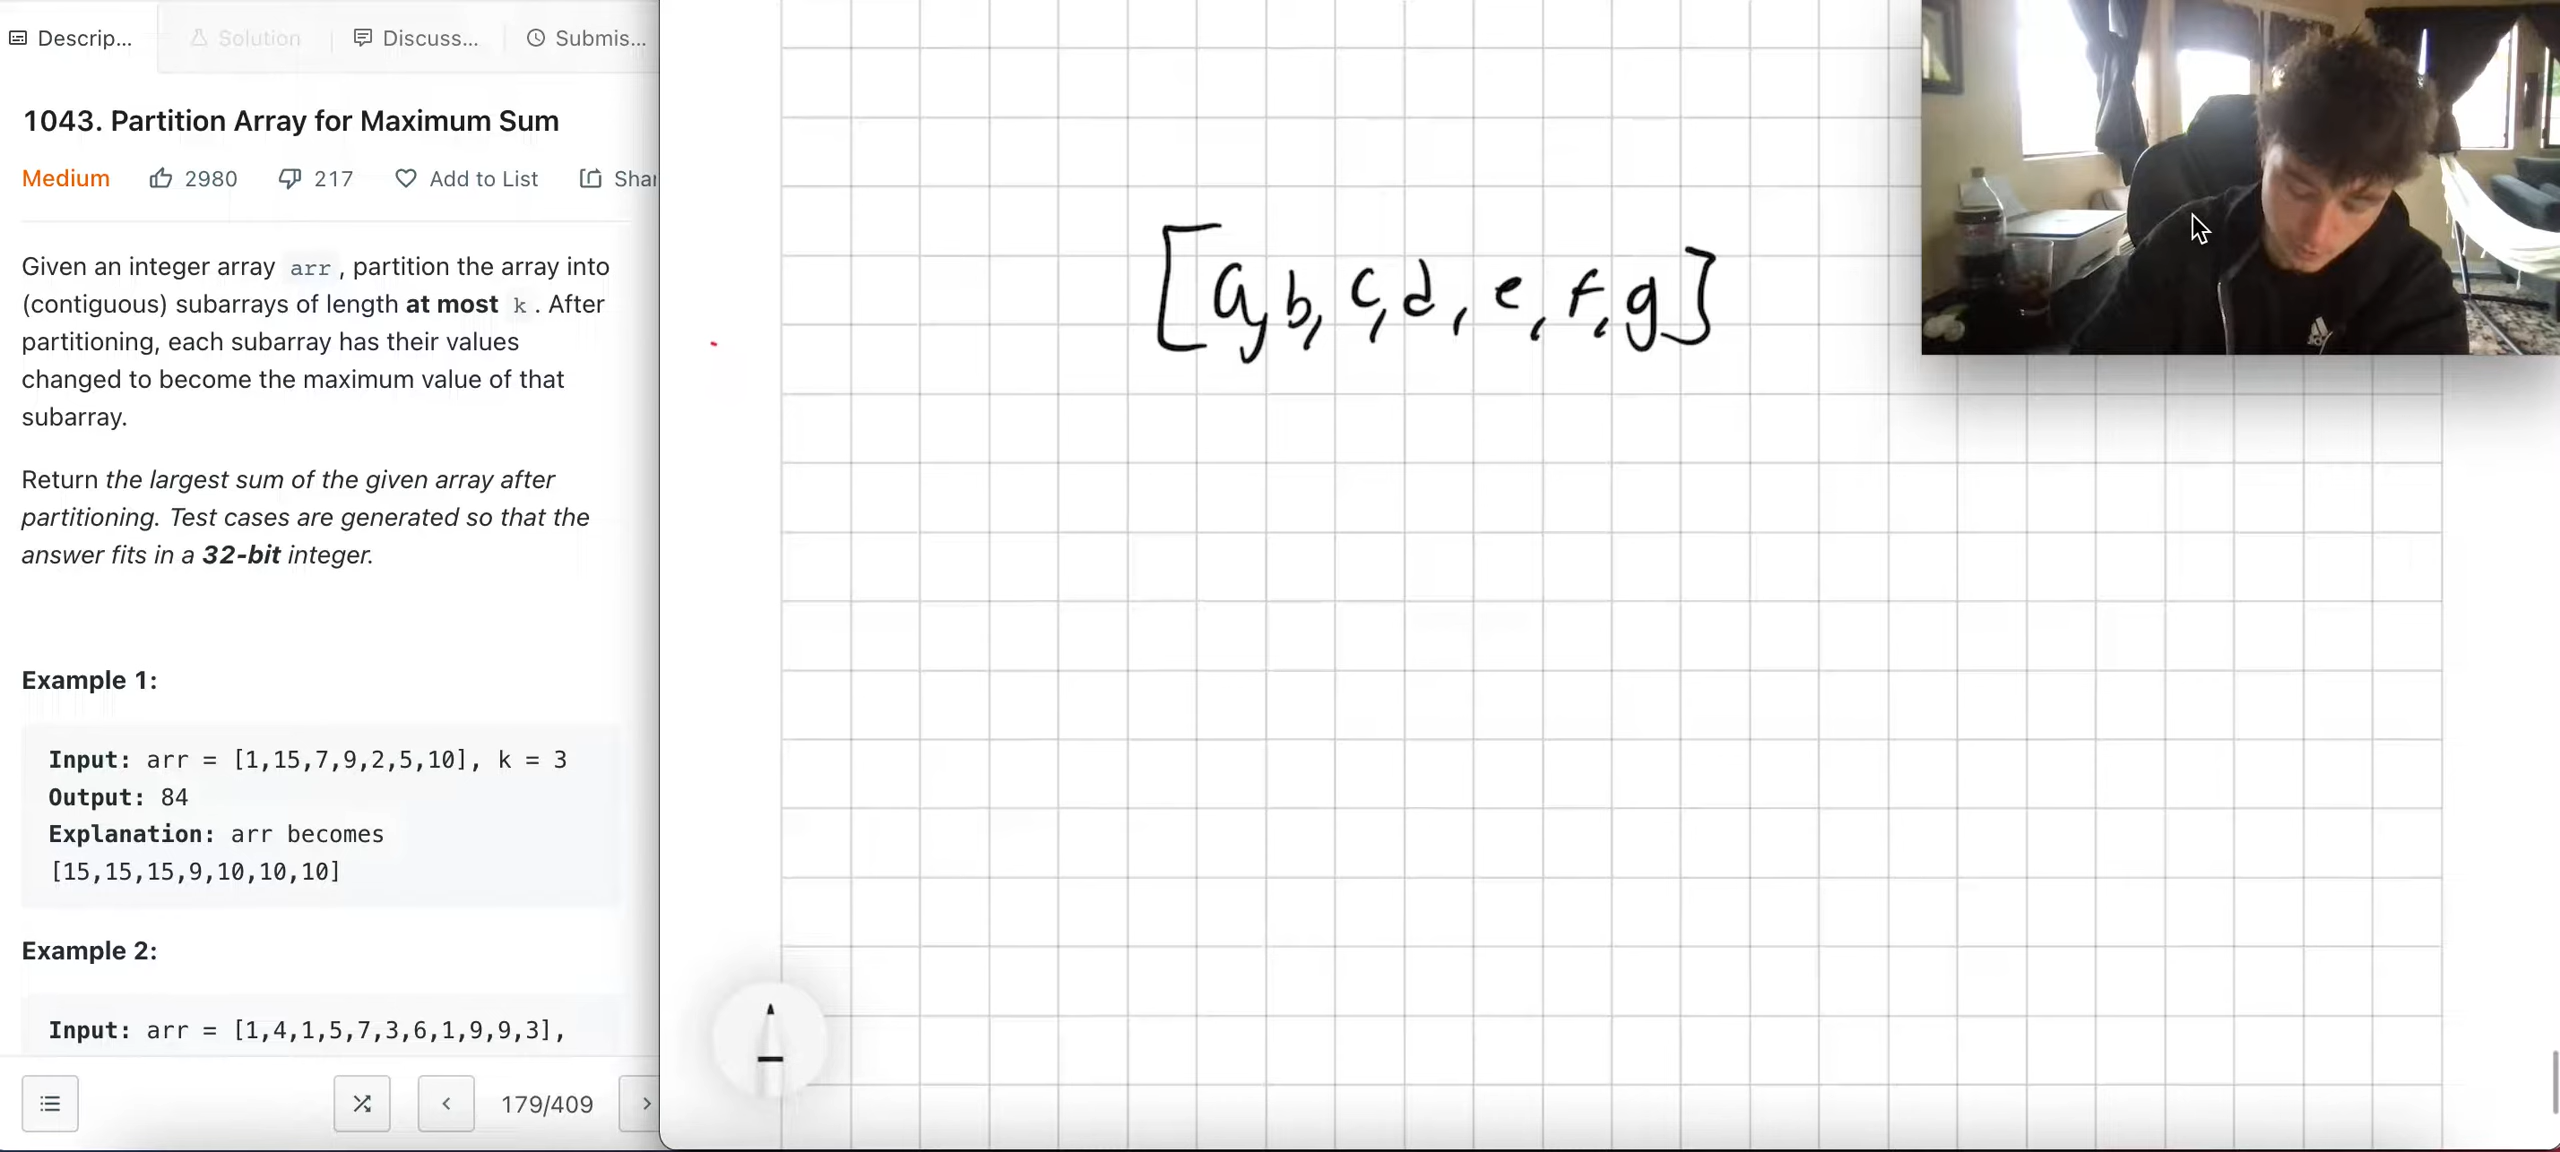 Descrip...
Solution
Discuss...
Submis...
1043. Partition Array for Maximum Sum
Medium
2980
217
Add to List
Shar
Given an integer array arr , partition the array into
(contiguous) subarrays of length at most k . After
partitioning, each subarray has their values
changed to become the maximum value of that
subarray.
Return the largest sum of the given array after
partitioning. Test cases are generated so that the
answer fits in a 32-bit integer.
Example 1:
Input: arr = [1,15,7,9,2,5,10], k = 3
Output: 84
Explanation: arr becomes
[15,15,15,9,10,10,10]
Example 2:
Input: arr = [1,4,1,5,7,3,6,1,9,9,3],
179/409
[a,b,c,d,e,f,g]